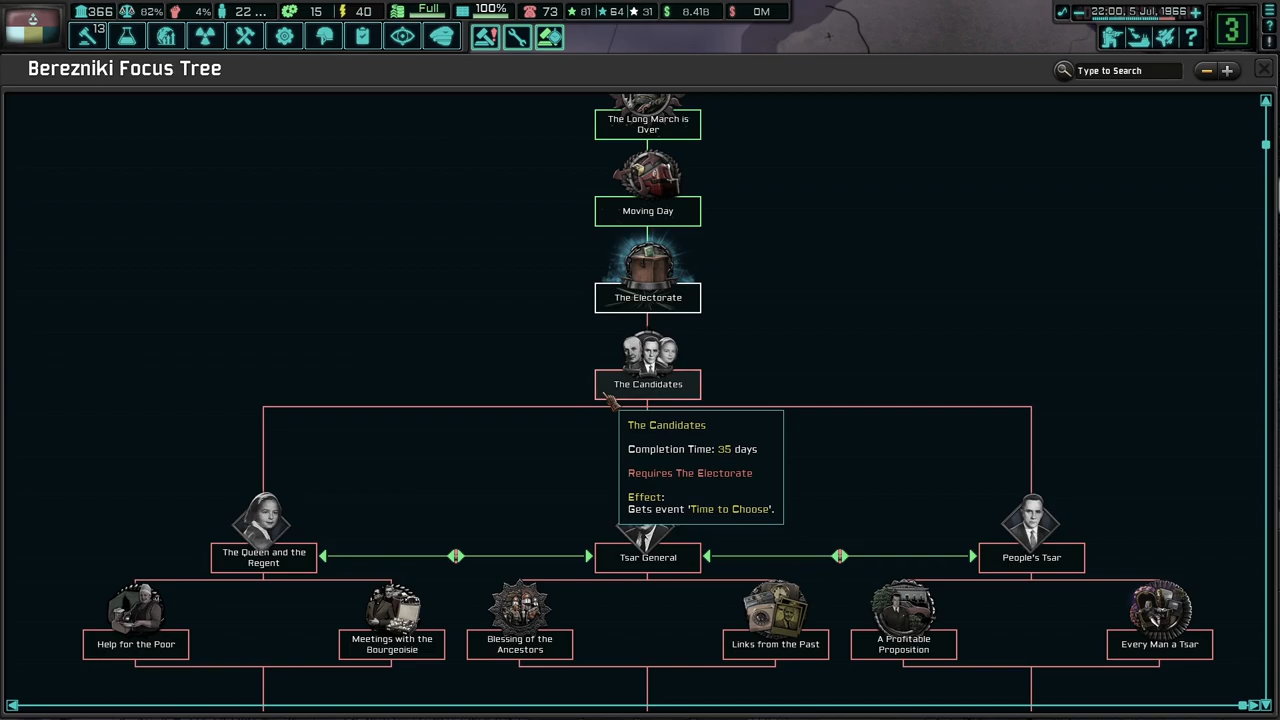 13
366
82%
4%
22 ...
15
40
Full
100%
73
81
64
31
8.418
0M
22:00, 5 Jul, 1966
3
?
Berezniki Focus Tree
Type to Search
The Long March is
Over
Moving Day
The Electorate
The Candidates
The Candidates
Completion Time: 35 days
Requires The Electorate
Effect:
Gets event 'Time to Choose'.
The Queen and the
Regent
Tsar General
People's Tsar
Help for the Poor
Meetings with the
Bourgeoisie
Blessing of the
Ancestors
Links from the Past
A Profitable
Proposition
Every Man a Tsar